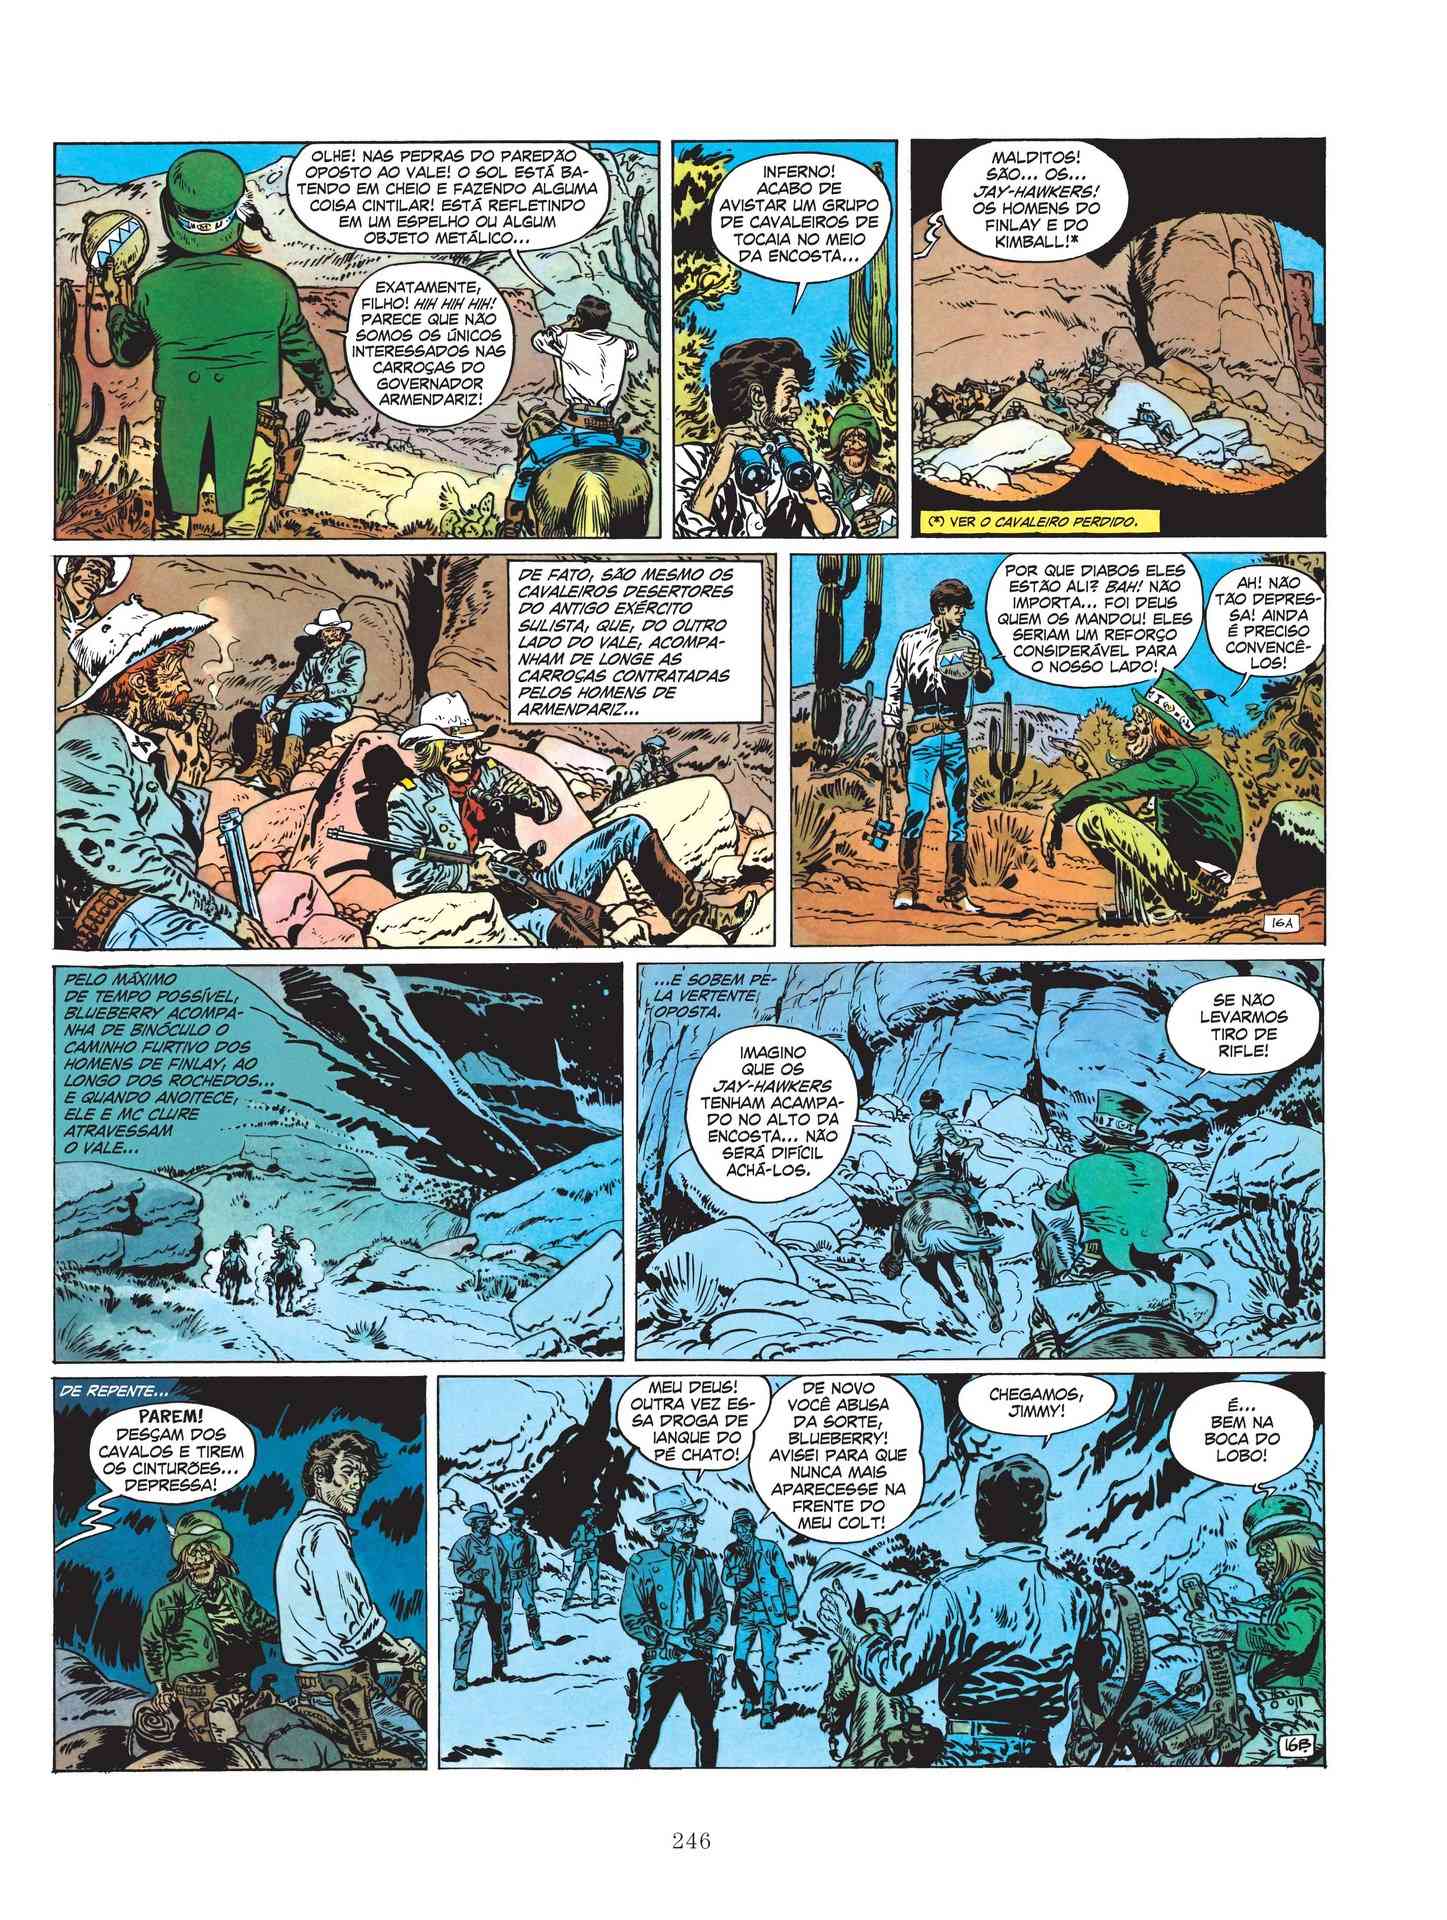 OLHE! NAS PEDRAS DO PAREDÃO
OPOSTO AO VALE! O SOL ESTÁ BA-
TENDO EM CHEIO E FAZENDO ALGUMA
COISA CINTILAR! ESTÁ REFLETINDO
EM UM ESPELHO OU ALGUM
OBJETO METÁLICO...
EXATAMENTE,
FILHO! HIH HIH HIH!
PARECE QUE NÃO
SOMOS OS ÚNICOS
INTERESSADOS NAS
CARROÇAS DO
GOVERNADOR
ARMENDARIZ!
INFERNO!
ACABO DE
AVISTAR UM GRUPO
DE CAVALEIROS DE
TOCAIA NO MEIO
DA ENCOSTA...
MALDITOS!
SÃO... OS...
JAY-HAWKERS!
OS HOMENS DO
FINLAY E DO
KIMBALL!*
(*) VER O CAVALEIRO PERDIDO.
DE FATO, SÃO MESMO OS
CAVALEIROS DESERTORES
DO ANTIGO EXÉRCITO
SULISTA, QUE, DO OUTRO
LADO DO VALE, ACOMPA-
NHAM DE LONGE AS
CARROÇAS CONTRATADAS
PELOS HOMENS DE
ARMENDARIZ...
POR QUE DIABOS ELES
ESTÃO ALI? BAH! NÃO
IMPORTA... FOI DEUS
QUEM OS MANDOU! ELES
SERIAM UM REFORÇO
CONSIDERÁVEL PARA
O NOSSO LADO!
AH! NÃO
TÃO DEPRES-
SA! AINDA
É PRECISO
CONVENCÊ-
LOS!
16A
PELO MÁXIMO
DE TEMPO POSSÍVEL,
BLUEBERRY ACOMPA-
NHA DE BINÓCULO O
CAMINHO FURTIVO DOS
HOMENS DE FINLAY, AO
LONGO DOS ROCHEDOS...
E QUANDO ANOITECE,
ELE E MC CLURE
ATRAVESSAM
O VALE...
...E SOBEM PE-
LA VERTENTE
OPOSTA.
IMAGINO
QUE OS
JAY-HAWKERS
TENHAM ACAMPA-
DO NO ALTO DA
ENCOSTA... NÃO
SERÁ DIFÍCIL
ACHÁ-LOS.
SE NÃO
LEVARMOS
TIRO DE
RIFLE!
DE REPENTE...
PAREM!
DESÇAM DOS
CAVALOS E TIREM
OS CINTURÕES...
DEPRESSA!
MEU DEUS!
OUTRA VEZ ES-
SA DROGA DE
IANQUE DO
PÉ CHATO!
DE NOVO
VOCÊ ABUSA
DA SORTE,
BLUEBERRY!
AVISEI PARA QUE
NUNCA MAIS
APARECESSE NA
FRENTE DO
MEU COLT!
CHEGAMOS,
JIMMY!
É...
BEM NA
BOCA DO
LOBO!
16B
246